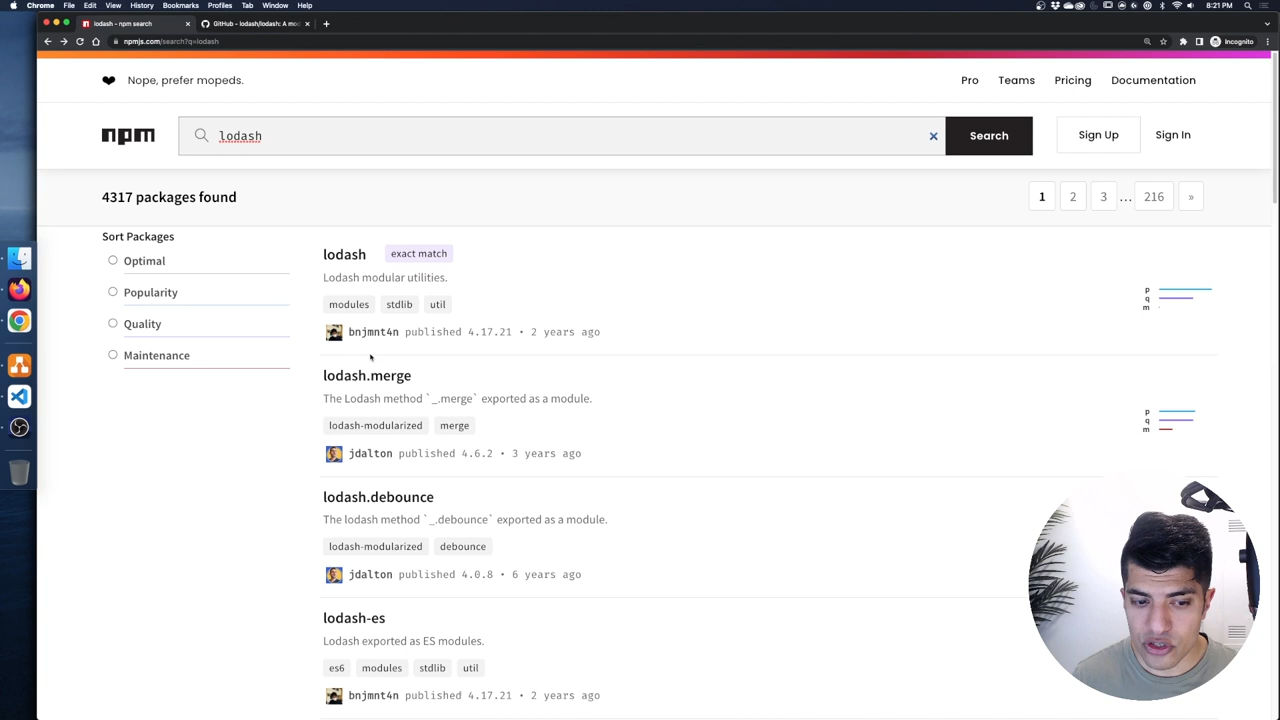 Chrome File Edit View History Bookmarks Profiles Tab Window Help 8:21 PM
lodash - npm search
GitHub - lodash/lodash: A mod
npmjs.com/search?q=lodash Incognito
Nope, prefer mopeds. Pro Teams Pricing Documentation
npm lodash Search Sign Up Sign In
4317 packages found 1 2 3 ... 216 »
Sort Packages
Optimal
Popularity
Quality
Maintenance
lodash exact match
Lodash modular utilities.
modules stdlib util
bnjmnt4n published 4.17.21 • 2 years ago
p
q
m
lodash.merge
The Lodash method `_.merge` exported as a module.
lodash-modularized merge
jdalton published 4.6.2 • 3 years ago
p
q
m
lodash.debounce
The lodash method `_.debounce` exported as a module.
lodash-modularized debounce
jdalton published 4.0.8 • 6 years ago
lodash-es
Lodash exported as ES modules.
es6 modules stdlib util
bnjmnt4n published 4.17.21 • 2 years ago